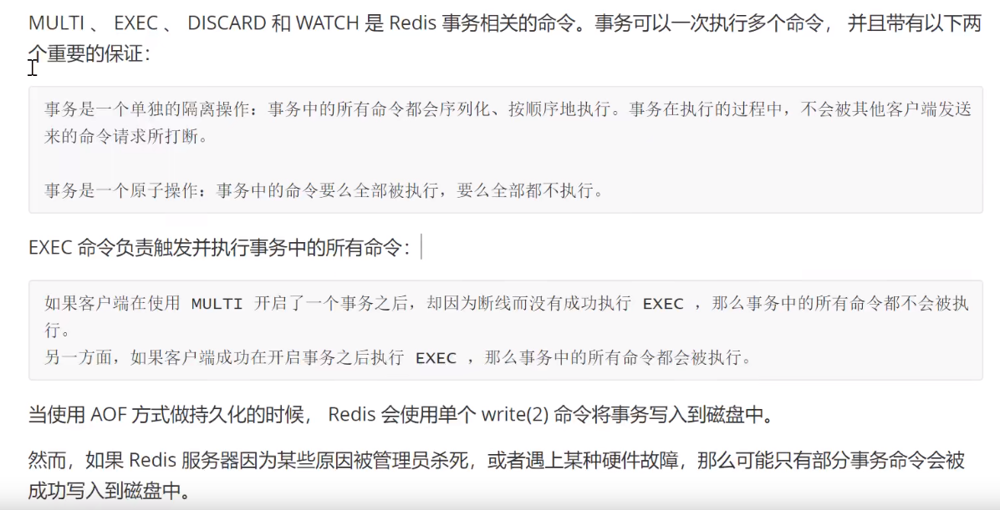 MULTI 、 EXEC 、 DISCARD 和 WATCH 是 Redis 事务相关的命令。事务可以一次执行多个命令， 并且带有以下两
个重要的保证：
事务是一个单独的隔离操作：事务中的所有命令都会序列化、按顺序地执行。事务在执行的过程中，不会被其他客户端发送
来的命令请求所打断。
事务是一个原子操作：事务中的命令要么全部被执行，要么全部都不执行。
EXEC 命令负责触发并执行事务中的所有命令：
如果客户端在使用 MULTI 开启了一个事务之后，却因为断线而没有成功执行 EXEC ，那么事务中的所有命令都不会被执
行。
另一方面，如果客户端成功在开启事务之后执行 EXEC ，那么事务中的所有命令都会被执行。
当使用 AOF 方式做持久化的时候， Redis 会使用单个 write(2) 命令将事务写入到磁盘中。
然而，如果 Redis 服务器因为某些原因被管理员杀死，或者遇上某种硬件故障，那么可能只有部分事务命令会被
成功写入到磁盘中。